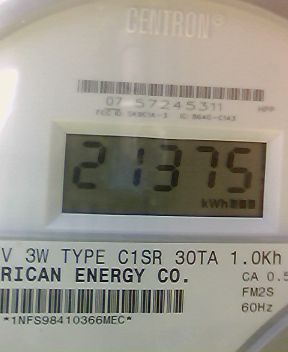 CENTRON®
07 57245311
21375
kWh
V 3W TYPE C1SR 30TA 1.0Kh
RICAN ENERGY CO.
CA 0.5
FM2S
60Hz
*1NFS98410366MEC*